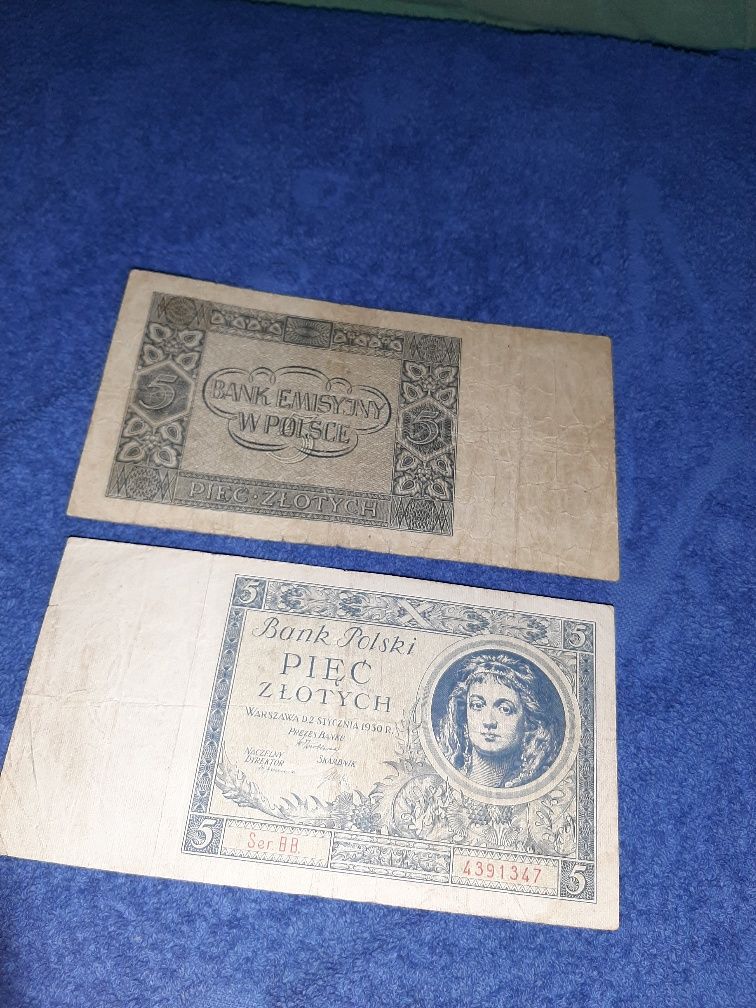 5
BANK EMISYJNY
W POLSCE
5
PIĘĆ·ZŁOTYCH
5
5
Bank Polski
PIĘĆ
ZŁOTYCH
WARSZAWA D.2 STYCZNIA 1930 R.
PREZES BANKU
NACZELNY
DYREKTOR
SKARBNIK
5
Ser. BB.
4391347
5